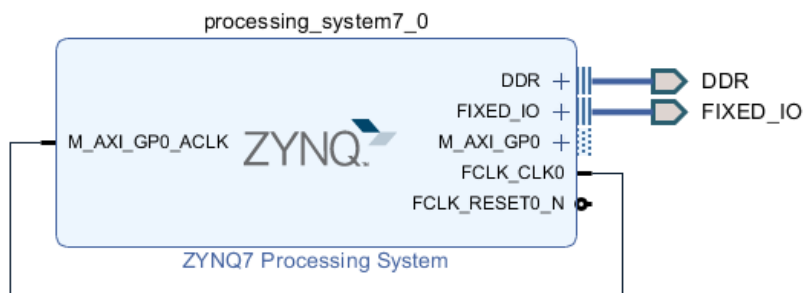 processing_system7_0
DDR
DDR
FIXED_IO
FIXED_IO
M_AXI_GP0_ACLK
ZYNQ
M_AXI_GP0
FCLK_CLK0
FCLK_RESET0_N
ZYNQ7 Processing System